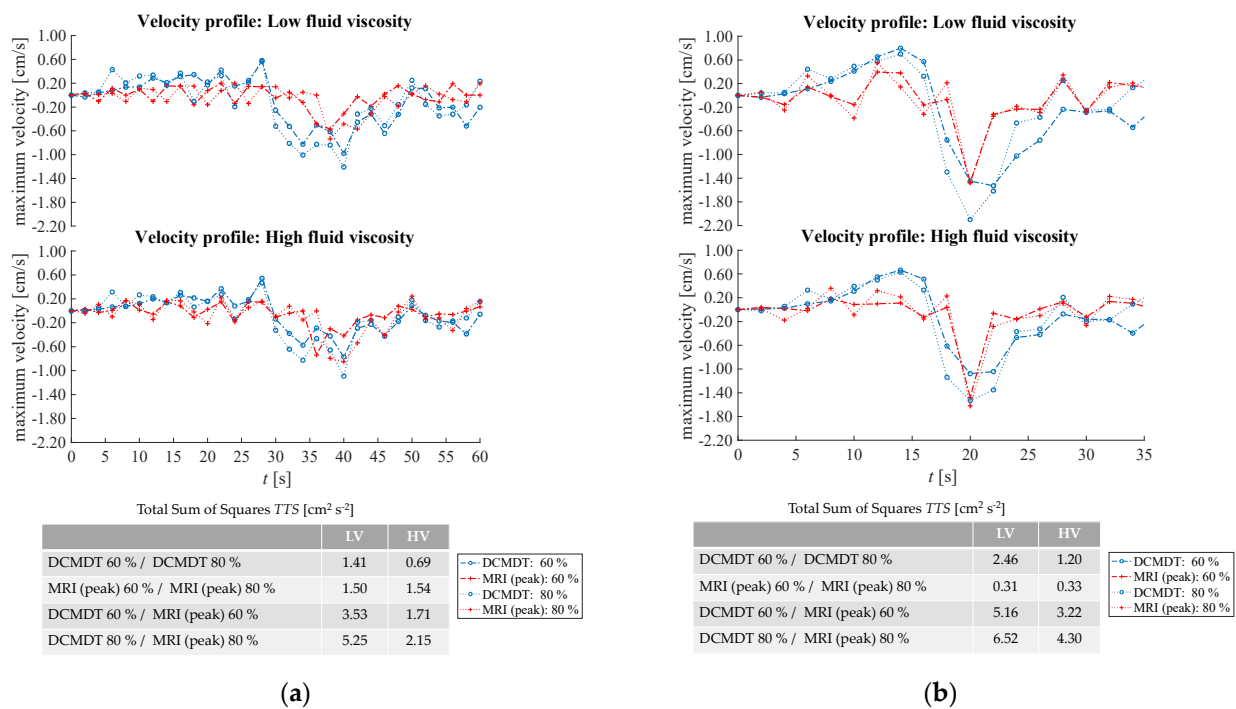 Velocity profile: Low fluid viscosity
maximum velocity [cm/s]
1.00
0.60
0.20
-0.20
-0.60
-1.00
-1.40
-1.80
-2.20
Velocity profile: High fluid viscosity
maximum velocity [cm/s]
1.00
0.60
0.20
-0.20
-0.60
-1.00
-1.40
-1.80
-2.20
0 5 10 15 20 25 30 35 40 45 50 55 60
t [s]
Total Sum of Squares TTS [cm² s⁻²]
LV HV
DCMDT 60 % / DCMDT 80 % 1.41 0.69
MRI (peak) 60 % / MRI (peak) 80 % 1.50 1.54
DCMDT 60 % / MRI (peak) 60 % 3.53 1.71
DCMDT 80 % / MRI (peak) 80 % 5.25 2.15
DCMDT: 60 %
MRI (peak): 60 %
DCMDT: 80 %
MRI (peak): 80 %
(a)
Velocity profile: Low fluid viscosity
maximum velocity [cm/s]
1.00
0.60
0.20
-0.20
-0.60
-1.00
-1.40
-1.80
-2.20
Velocity profile: High fluid viscosity
maximum velocity [cm/s]
1.00
0.60
0.20
-0.20
-0.60
-1.00
-1.40
-1.80
-2.20
0 5 10 15 20 25 30 35
t [s]
Total Sum of Squares TTS [cm² s⁻²]
LV HV
DCMDT 60 % / DCMDT 80 % 2.46 1.20
MRI (peak) 60 % / MRI (peak) 80 % 0.31 0.33
DCMDT 60 % / MRI (peak) 60 % 5.16 3.22
DCMDT 80 % / MRI (peak) 80 % 6.52 4.30
DCMDT: 60 %
MRI (peak): 60 %
DCMDT: 80 %
MRI (peak): 80 %
(b)